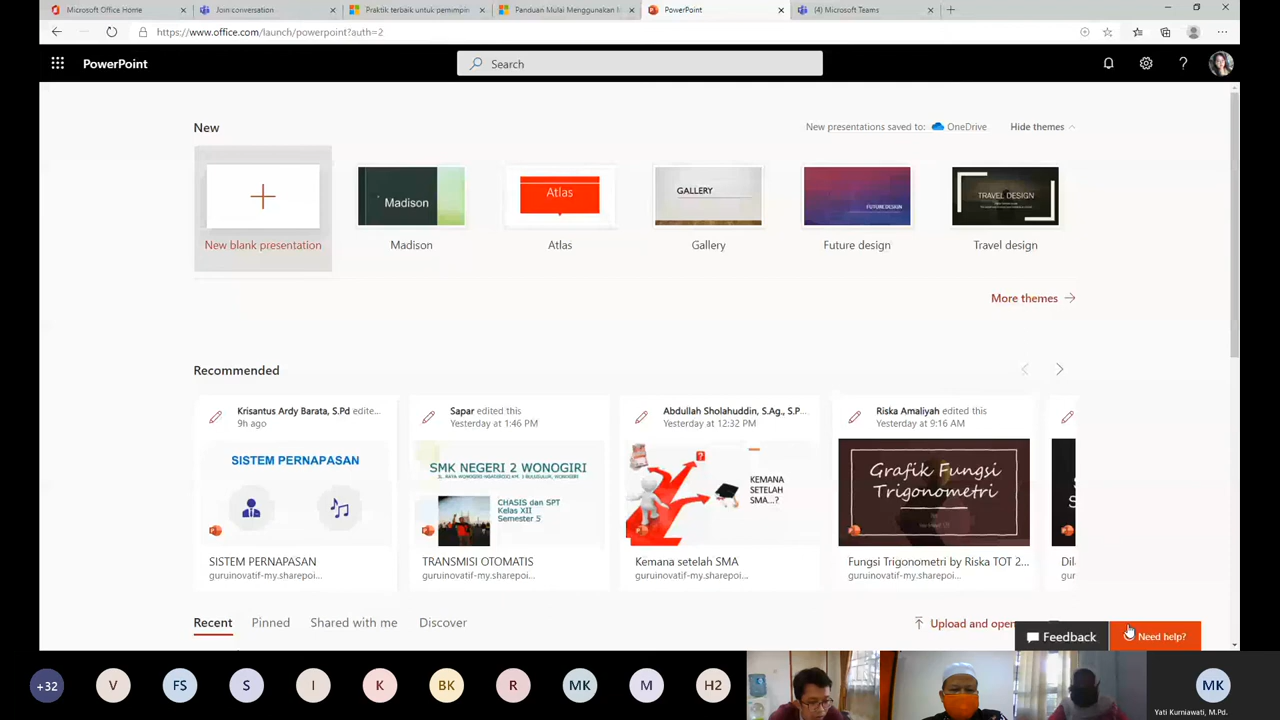 Microsoft Office Home
Join conversation
Praktik terbaik untuk pemimpin
Panduan Mulai Menggunakan
PowerPoint
(4) Microsoft Teams
https://www.office.com/launch/powerpoint?auth=2
PowerPoint
Search
New
New presentations saved to: OneDrive
Hide themes
Madison
Atlas
GALLERY
FUTURE DESIGN
TRAVEL DESIGN
New blank presentation
Madison
Atlas
Gallery
Future design
Travel design
More themes
Recommended
Krisantus Ardy Barata, S.Pd edite...
9h ago
Sapar edited this
Yesterday at 1:46 PM
Abdullah Sholahuddin, S.Ag., S.P...
Yesterday at 12:32 PM
Riska Amaliyah edited this
Yesterday at 9:16 AM
SISTEM PERNAPASAN
SMK NEGERI 2 WONOGIRI
CHASIS dan SPT
Kelas XII
Semester 5
KEMANA
SETELAH
SMA...?
Grafik Fungsi
Trigonometri
SISTEM PERNAPASAN
guruinovatif-my.sharepoi...
TRANSMISI OTOMATIS
guruinovatif-my.sharepoi...
Kemana setelah SMA
guruinovatif-my.sharepoi...
Fungsi Trigonometri by Riska TOT 2...
guruinovatif-my.sharepoi...
Dil
gur
Recent
Pinned
Shared with me
Discover
Upload and open
Feedback
Need help?
+32
V
FS
S
I
K
BK
R
MK
M
H2
MK
Yati Kurniawati, M.Pd.